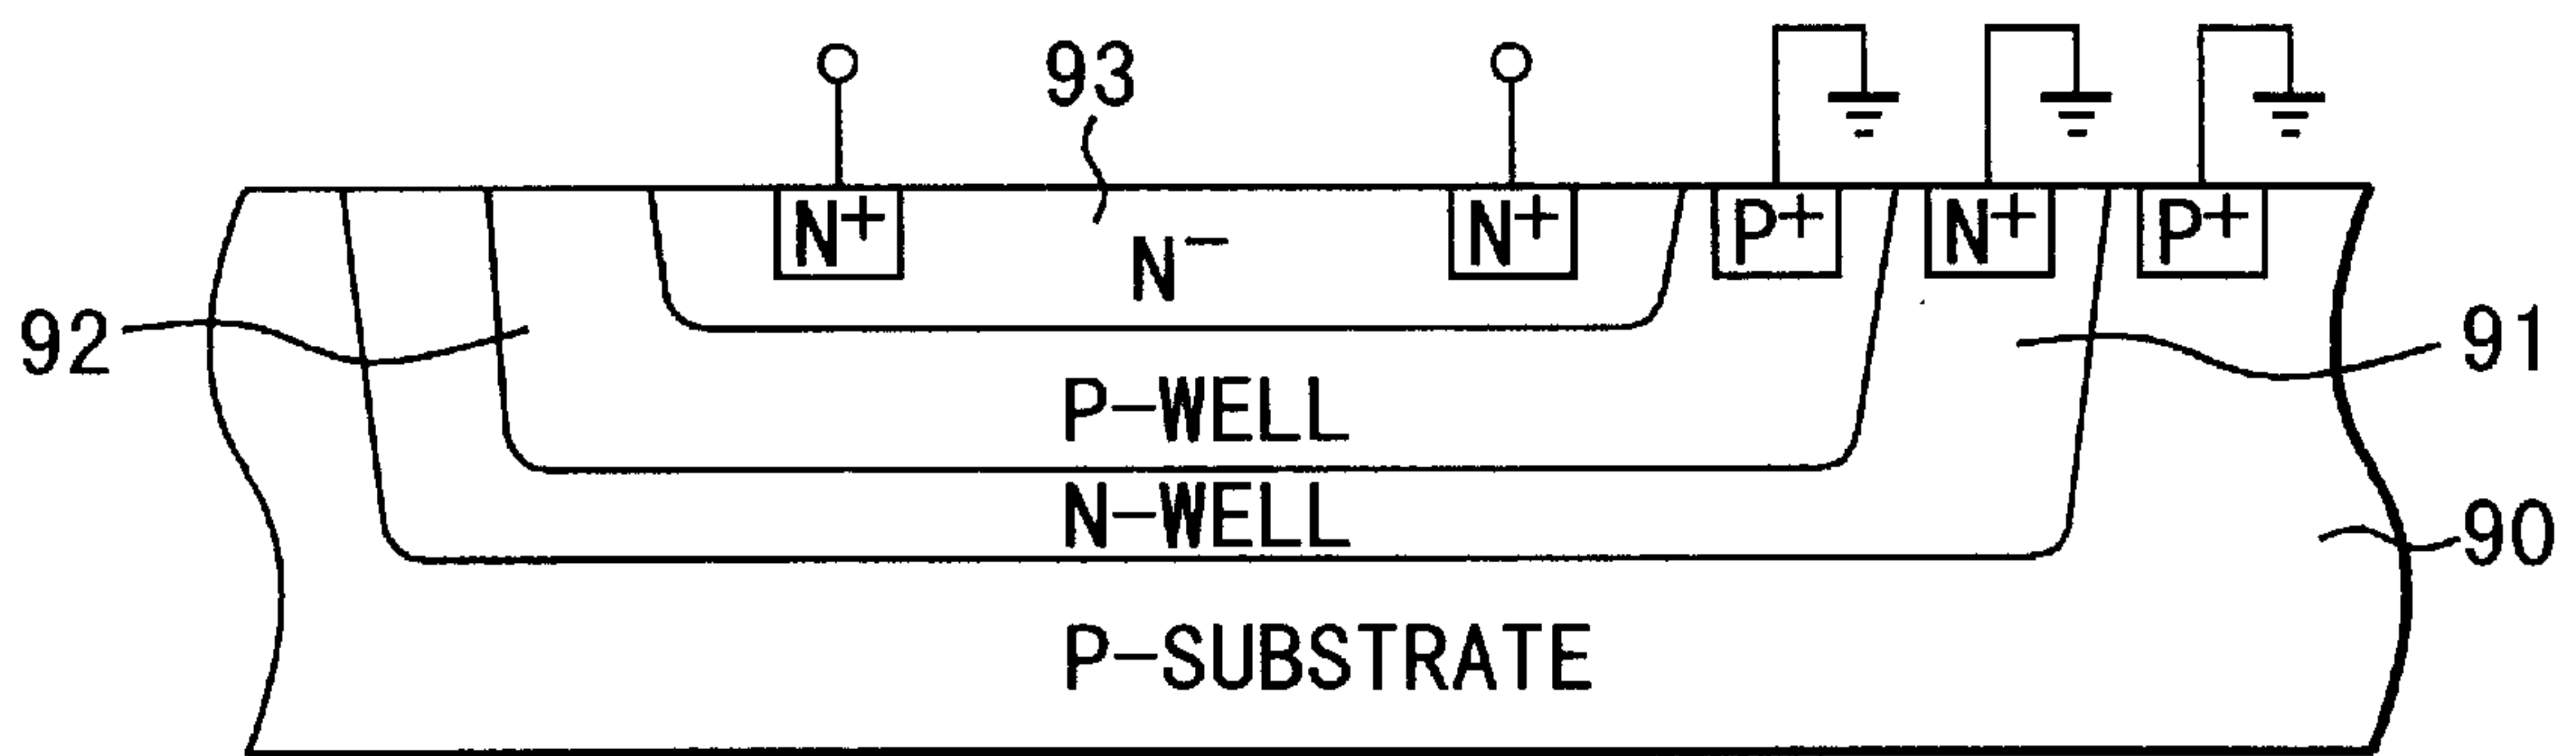 93
N+ N+ P+ N+ P+
N−
92
91
P-WELL
N-WELL
90
P-SUBSTRATE